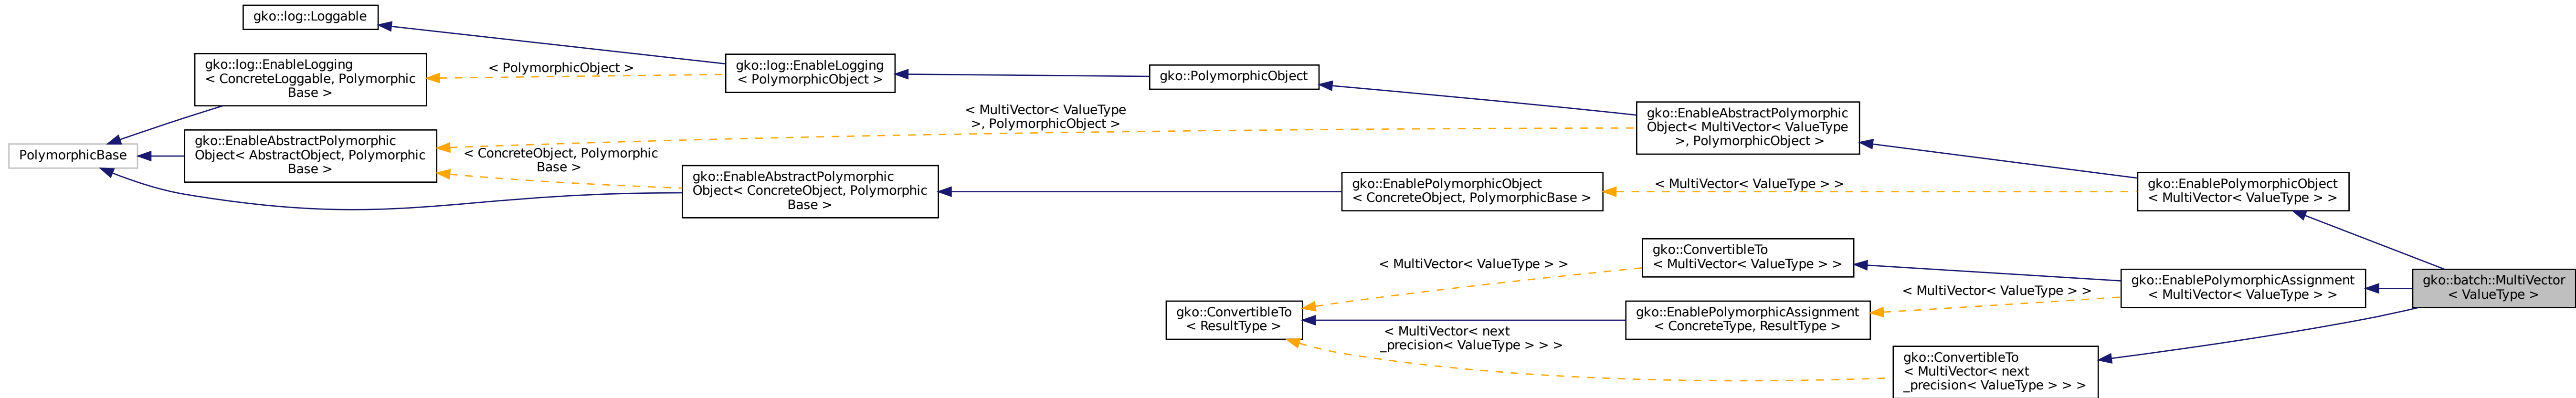 gko::log::Loggable
gko::log::EnableLogging
< ConcreteLoggable, Polymorphic
Base >
< PolymorphicObject >
gko::log::EnableLogging
< PolymorphicObject >
gko::PolymorphicObject
PolymorphicBase
gko::EnableAbstractPolymorphic
Object< AbstractObject, Polymorphic
Base >
< MultiVector< ValueType
>, PolymorphicObject >
gko::EnableAbstractPolymorphic
Object< MultiVector< ValueType
>, PolymorphicObject >
< ConcreteObject, Polymorphic
Base >
gko::EnableAbstractPolymorphic
Object< ConcreteObject, Polymorphic
Base >
gko::EnablePolymorphicObject
< ConcreteObject, PolymorphicBase >
< MultiVector< ValueType > >
gko::EnablePolymorphicObject
< MultiVector< ValueType > >
gko::ConvertibleTo
< MultiVector< ValueType > >
< MultiVector< ValueType > >
gko::EnablePolymorphicAssignment
< MultiVector< ValueType > >
gko::batch::MultiVector
< ValueType >
gko::ConvertibleTo
< ResultType >
gko::EnablePolymorphicAssignment
< ConcreteType, ResultType >
< MultiVector< ValueType > >
< MultiVector< next
_precision< ValueType > > >
gko::ConvertibleTo
< MultiVector< next
_precision< ValueType > > >